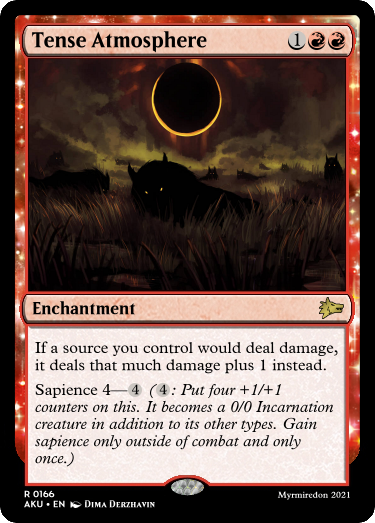 Tense Atmosphere 1
Enchantment
If a source you control would deal damage,
it deals that much damage plus 1 instead.
Sapience 4—4 (4: Put four +1/+1
counters on this. It becomes a 0/0 Incarnation
creature in addition to its other types. Gain
sapience only outside of combat and only
once.)
R 0166
AKU • EN Dima Derzhavin
Myrmiredon 2021